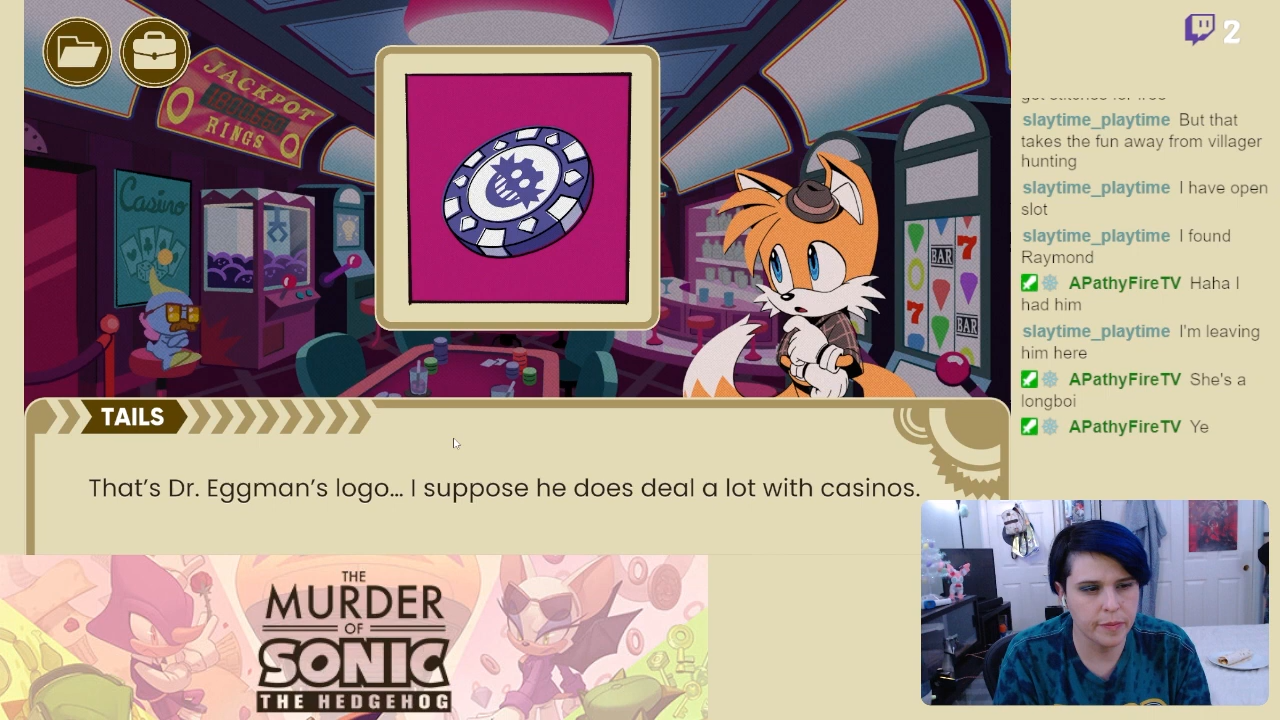 JACKPOT
RINGS
Casino
BAR
7
7
BAR
TAILS
That's Dr. Eggman's logo... I suppose he does deal a lot with casinos.
THE
MURDER
OF
SONIC
THE HEDGEHOG
2
slaytime_playtime But that
takes the fun away from villager
hunting
slaytime_playtime I have open
slot
slaytime_playtime I found
Raymond
APathyFireTV Haha I
had him
slaytime_playtime I'm leaving
him here
APathyFireTV She's a
longboi
APathyFireTV Ye